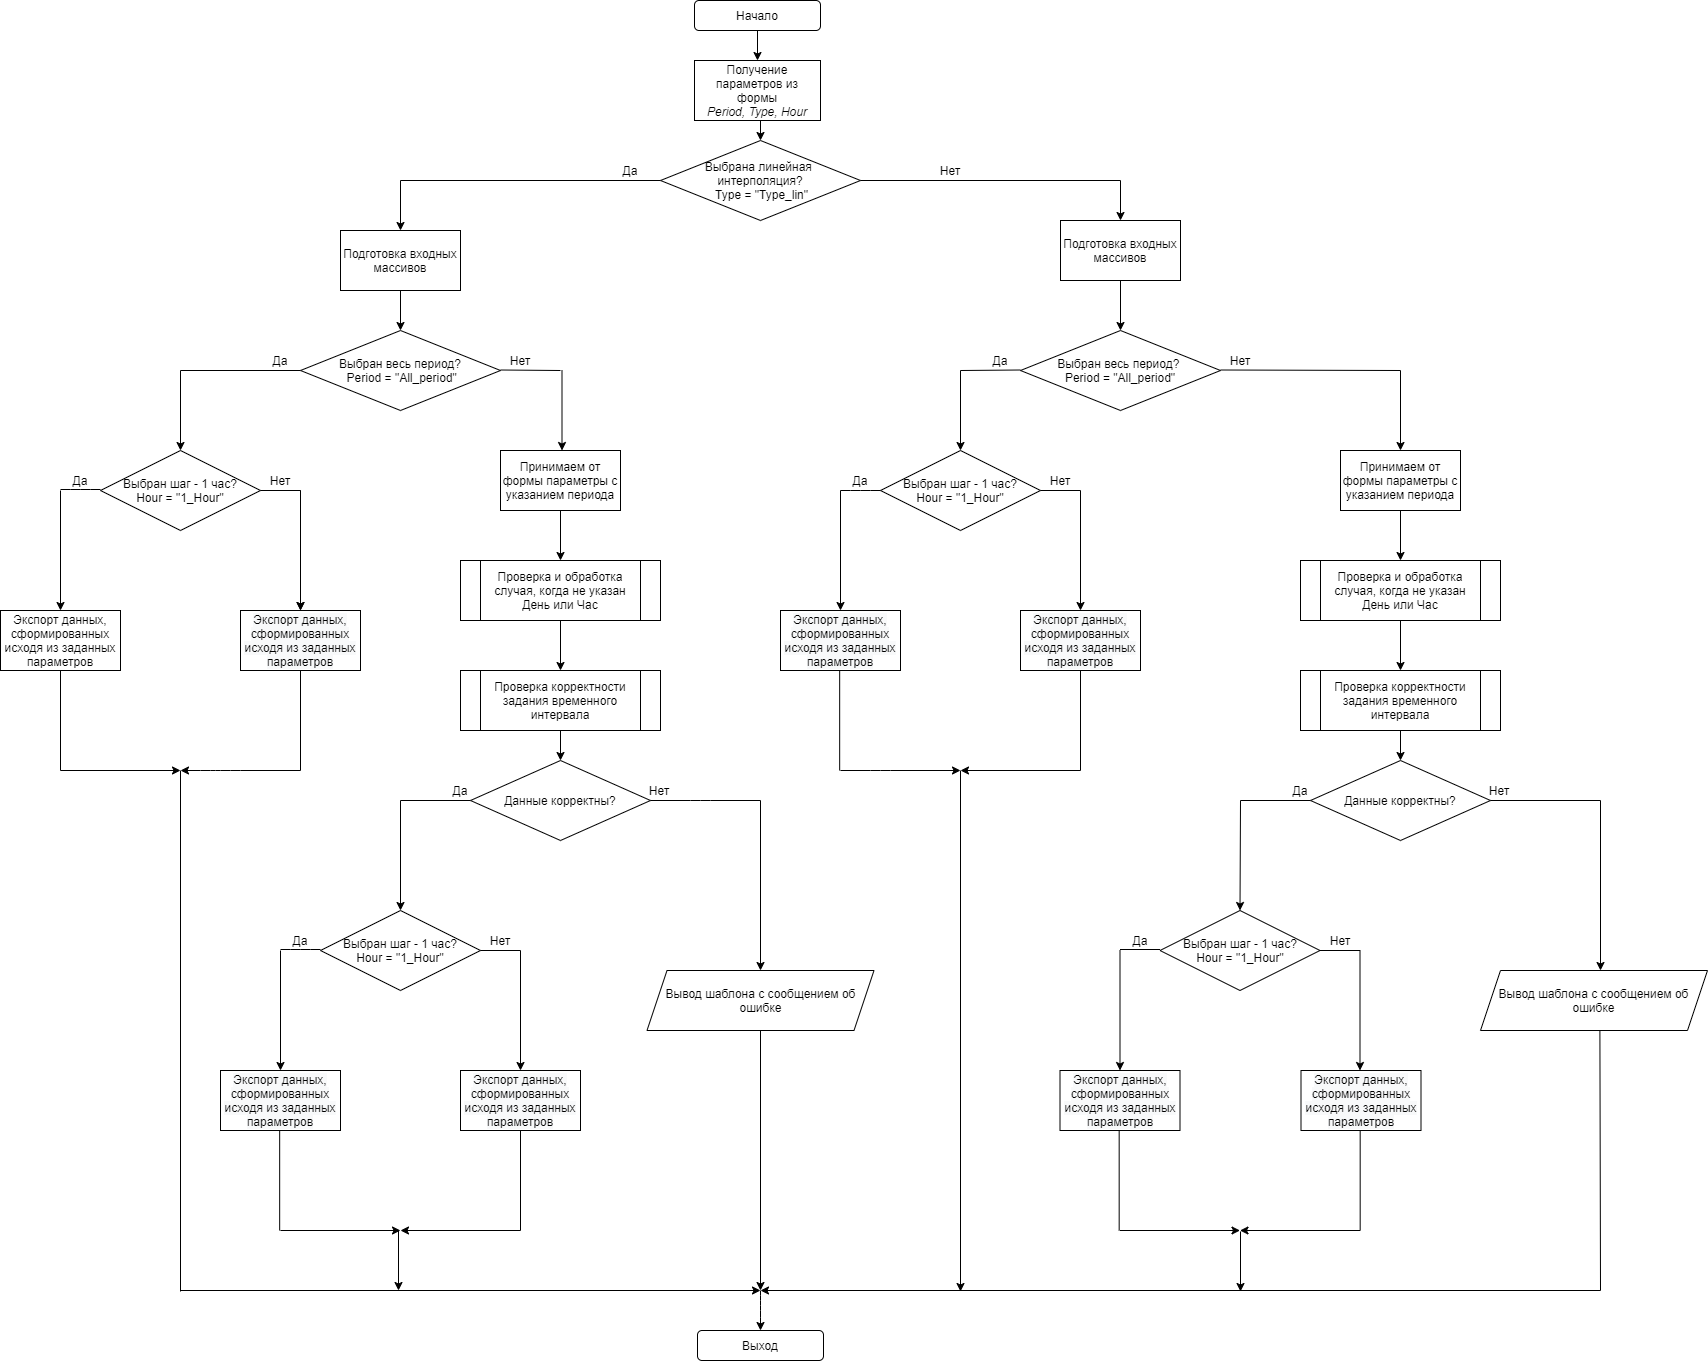 Начало
Получение
параметров из
формы
Period, Type, Hour
Выбрана линейная
интерполяция?
Type = "Type_lin"
Да
Нет
Подготовка входных
массивов
Подготовка входных
массивов
Выбран весь период?
Period = "All_period"
Да
Нет
Выбран весь период?
Period = "All_period"
Да
Нет
Выбран шаг - 1 час?
Hour = "1_Hour"
Да
Нет
Принимаем от
формы параметры с
указанием периода
Выбран шаг - 1 час?
Hour = "1_Hour"
Да
Нет
Принимаем от
формы параметры с
указанием периода
Проверка и обработка
случая, когда не указан
День или Час
Проверка и обработка
случая, когда не указан
День или Час
Экспорт данных,
сформированных
исходя из заданных
параметров
Экспорт данных,
сформированных
исходя из заданных
параметров
Экспорт данных,
сформированных
исходя из заданных
параметров
Экспорт данных,
сформированных
исходя из заданных
параметров
Проверка корректности
задания временного
интервала
Проверка корректности
задания временного
интервала
Да
Данные корректны?
Нет
Да
Данные корректны?
Нет
Да
Выбран шаг - 1 час?
Hour = "1_Hour"
Нет
Вывод шаблона с сообщением об
ошибке
Да
Выбран шаг - 1 час?
Hour = "1_Hour"
Нет
Вывод шаблона с сообщением об
ошибке
Экспорт данных,
сформированных
исходя из заданных
параметров
Экспорт данных,
сформированных
исходя из заданных
параметров
Экспорт данных,
сформированных
исходя из заданных
параметров
Экспорт данных,
сформированных
исходя из заданных
параметров
Выход